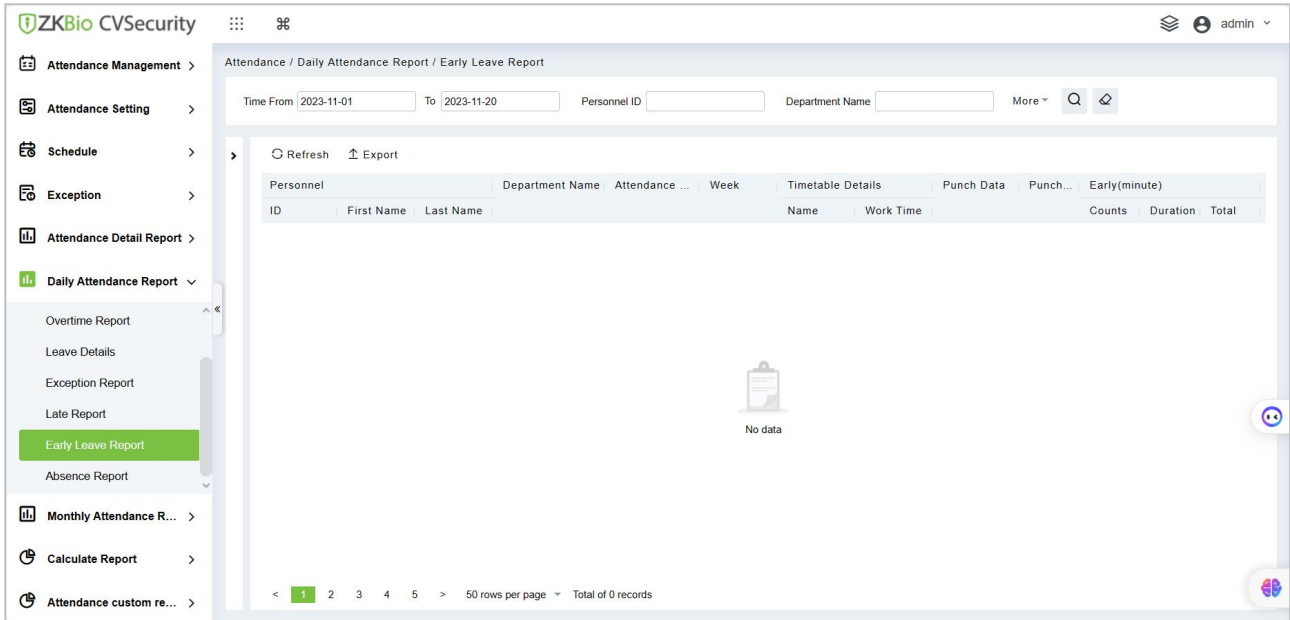 ZKBio CVSecurity
admin
Attendance Management
Attendance Setting
Schedule
Exception
Attendance Detail Report
Daily Attendance Report
Overtime Report
Leave Details
Exception Report
Late Report
Early Leave Report
Absence Report
Monthly Attendance R...
Calculate Report
Attendance custom re...
Attendance / Daily Attendance Report / Early Leave Report
Time From 2023-11-01 To 2023-11-20 Personnel ID Department Name More
Refresh Export
Personnel Department Name Attendance ... Week Timetable Details Punch Data Punch... Early(minute)
ID First Name Last Name Name Work Time Counts Duration Total
No data
< 1 2 3 4 5 > 50 rows per page Total of 0 records